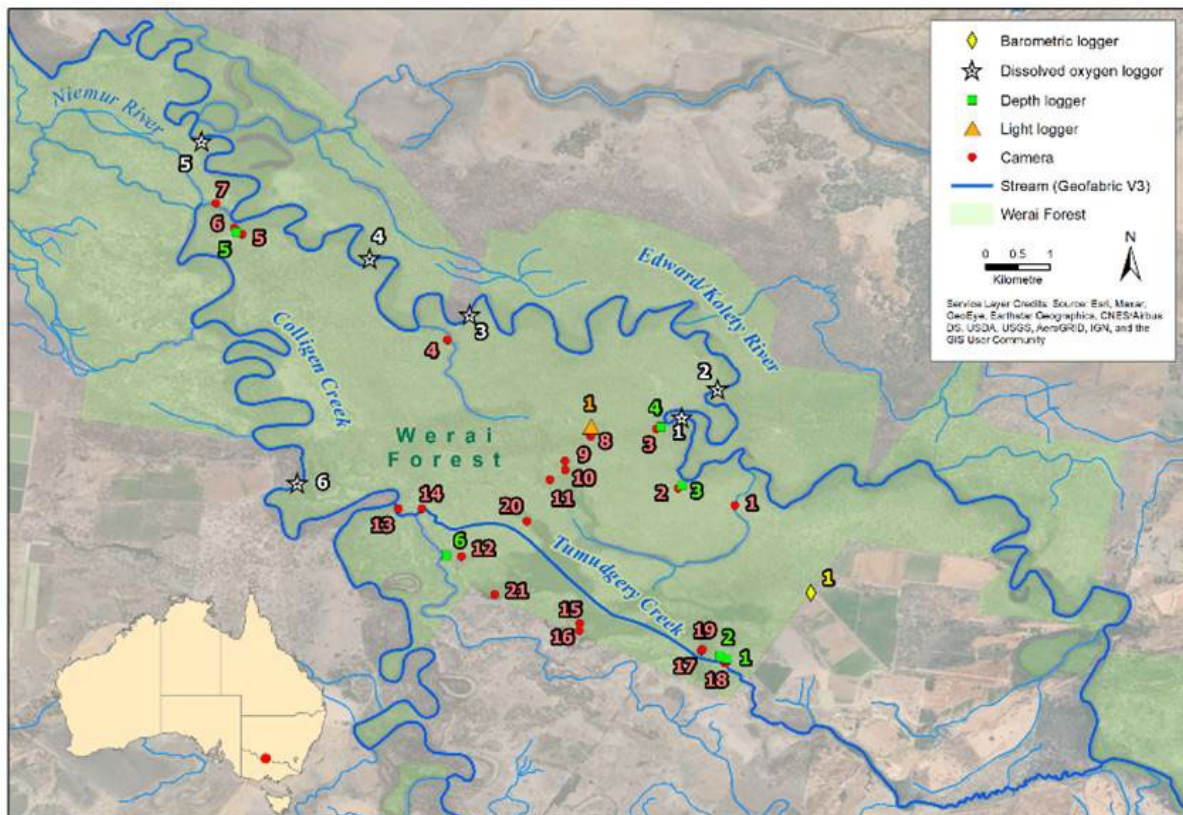 Barometric logger
Dissolved oxygen logger
Depth logger
Light logger
Camera
Stream (Geofabric V3)
Werai Forest
N
0 0.5 1
Kilometre
Service Layer Credits: Source: Esri, Maxar,
GeoEye, Earthstar Geographics, CNES/Airbus
DS, USDA, USGS, AeroGRID, IGN, and the
GIS User Community
Niemur River
5
7
6
5
5
4
3
4
Edward/Kolety River
Colligen Creek
2
1
4
1
3
8
Werai
Forest
9
10
11
6
14
13
20
2
3
1
6
12
Tumudgery Creek
21
1
15
16
19
2
1
17
18